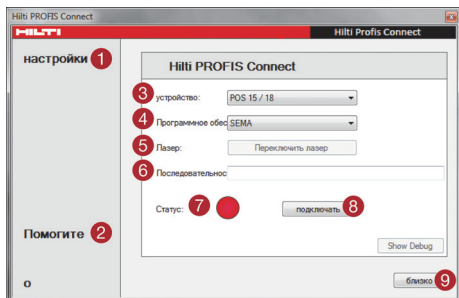 Hilti PROFIS Connect
HILTI Hilti Profis Connect
настройки 1
Hilti PROFIS Connect
3 устройство: POS 15 / 18
4 Программное обес SEMA
5 Лазер: Переключить лазер
6 Последовательнос
Статус: 7 подключать 8
Помогите 2
Show Debug
о близко 9